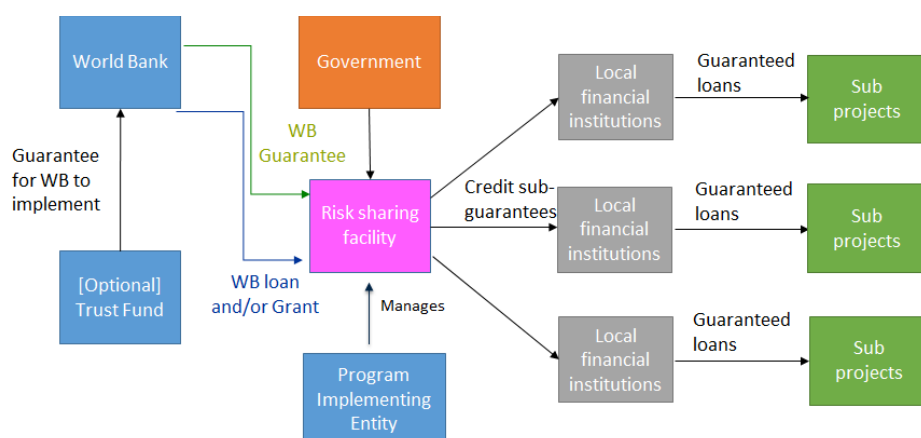 World Bank
Government
Local
financial
institutions
Guaranteed
loans
Sub
projects
WB
Guarantee
Guarantee
for WB to
implement
Risk sharing
facility
Credit sub-
guarantees
Local
financial
institutions
Guaranteed
loans
Sub
projects
[Optional]
Trust Fund
WB loan
and/or Grant
Manages
Local
financial
institutions
Guaranteed
loans
Sub
projects
Program
Implementing
Entity